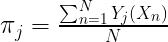 π_j = \frac{\sum_{n=1}^{N} Y_j(X_n)}{N}